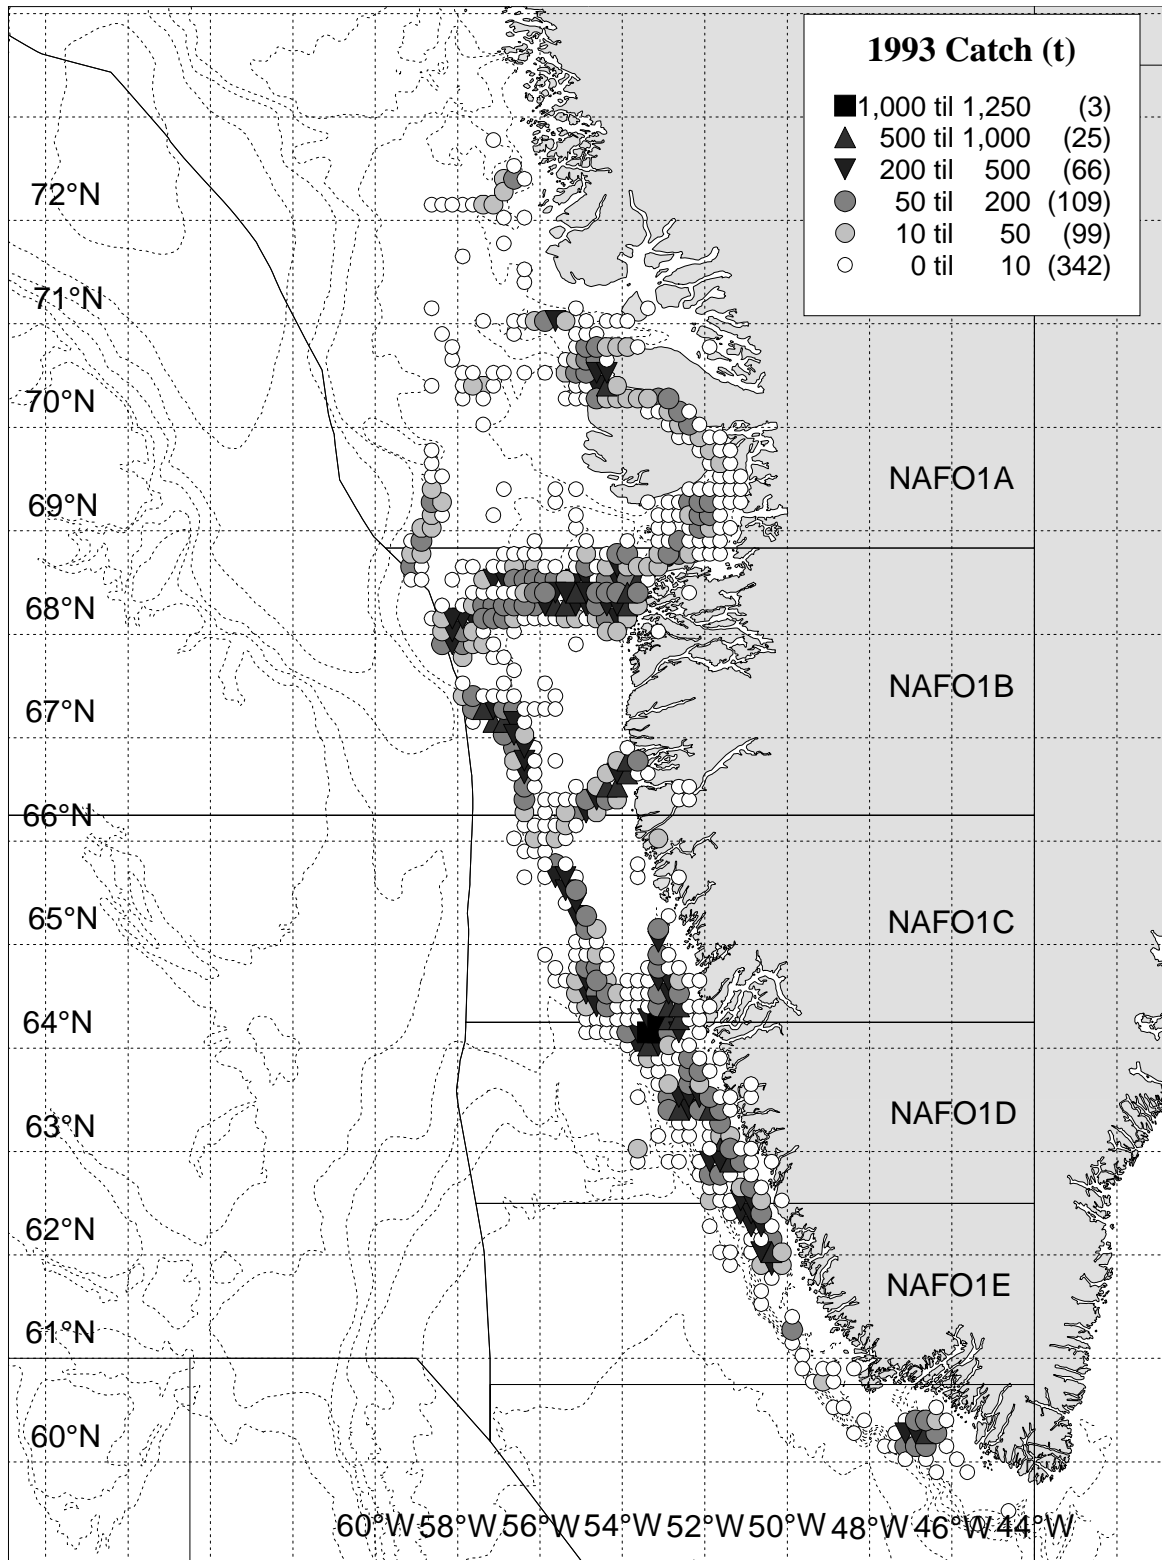 1993 Catch (t)
1,000 til 1,250 (3)
500 til 1,000 (25)
200 til 500 (66)
50 til 200 (109)
10 til 50 (99)
0 til 10 (342)
72°N
71°N
70°N
69°N
NAFO1A
68°N
NAFO1B
67°N
66°N
65°N
NAFO1C
64°N
63°N
NAFO1D
62°N
NAFO1E
61°N
60°N
60°W 58°W 56°W 54°W 52°W 50°W 48°W 46°W 44°W